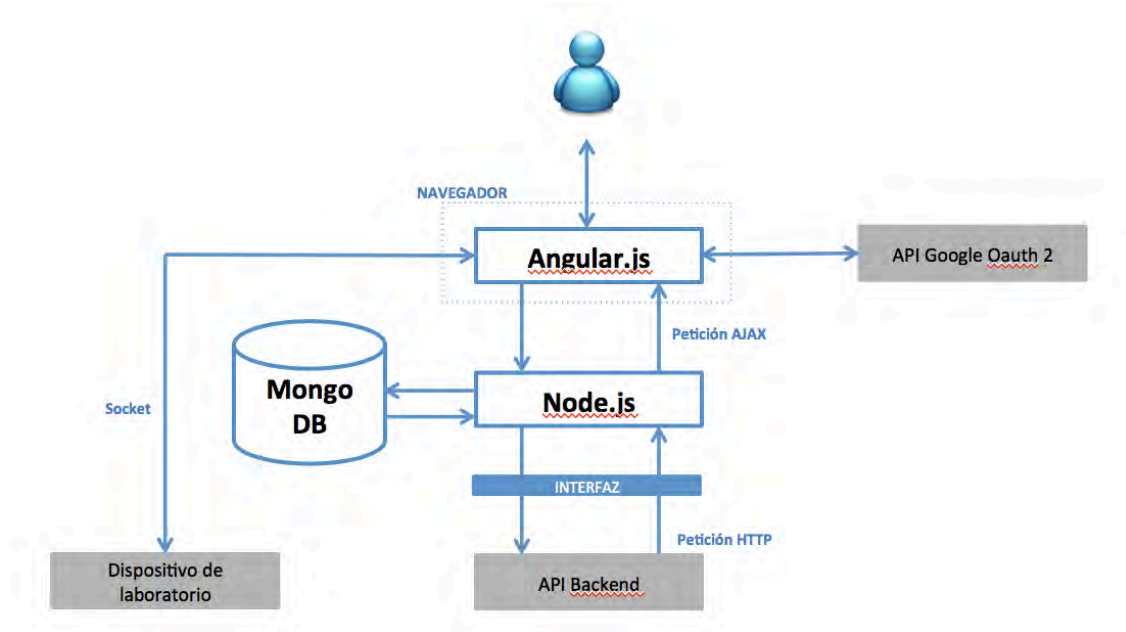 NAVEGADOR
Angular.js
API Google Oauth 2
Petición AJAX
Mongo
DB
Node.js
Socket
INTERFAZ
Petición HTTP
Dispositivo de
laboratorio
API Backend